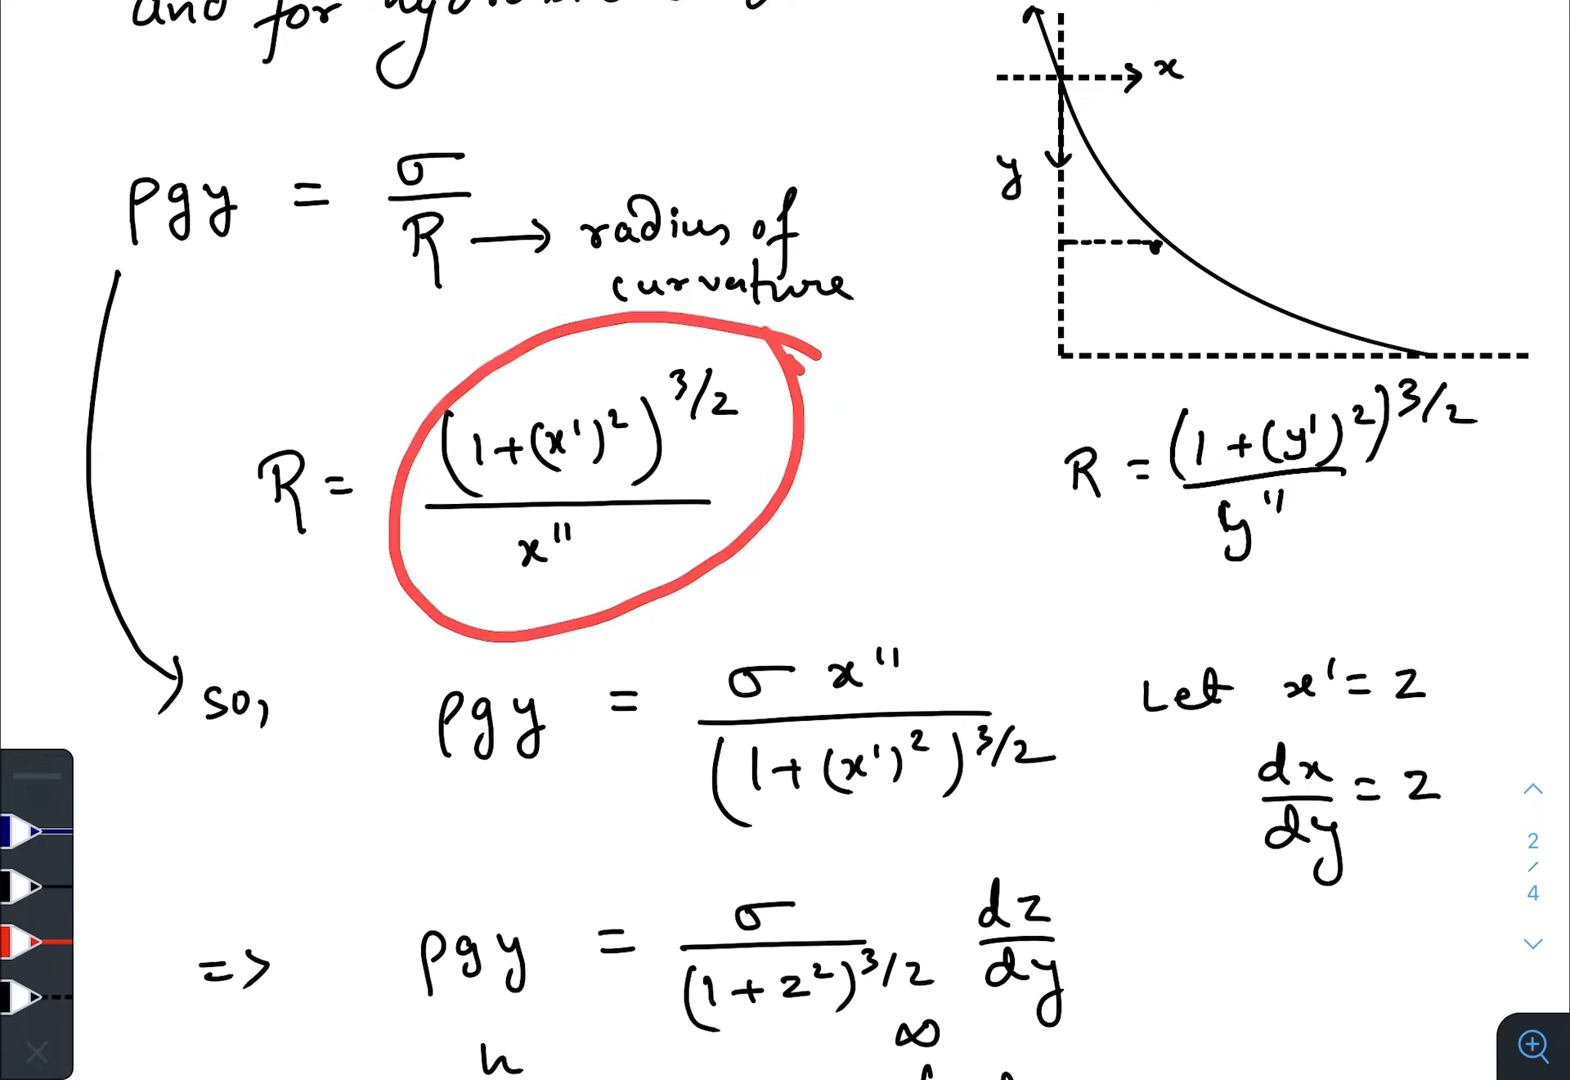 and for
x
y
ρgy = σ/R → radius of
curvature
R = (1+(x')²)^3/2 / x''
R = (1+(y')²)^3/2 / y''
so, ρgy = σ x'' / (1+(x')²)^3/2
Let x' = z
dx/dy = z
=> ρgy = σ/(1+z²)^3/2 dz/dy
h
∞
2
/
4